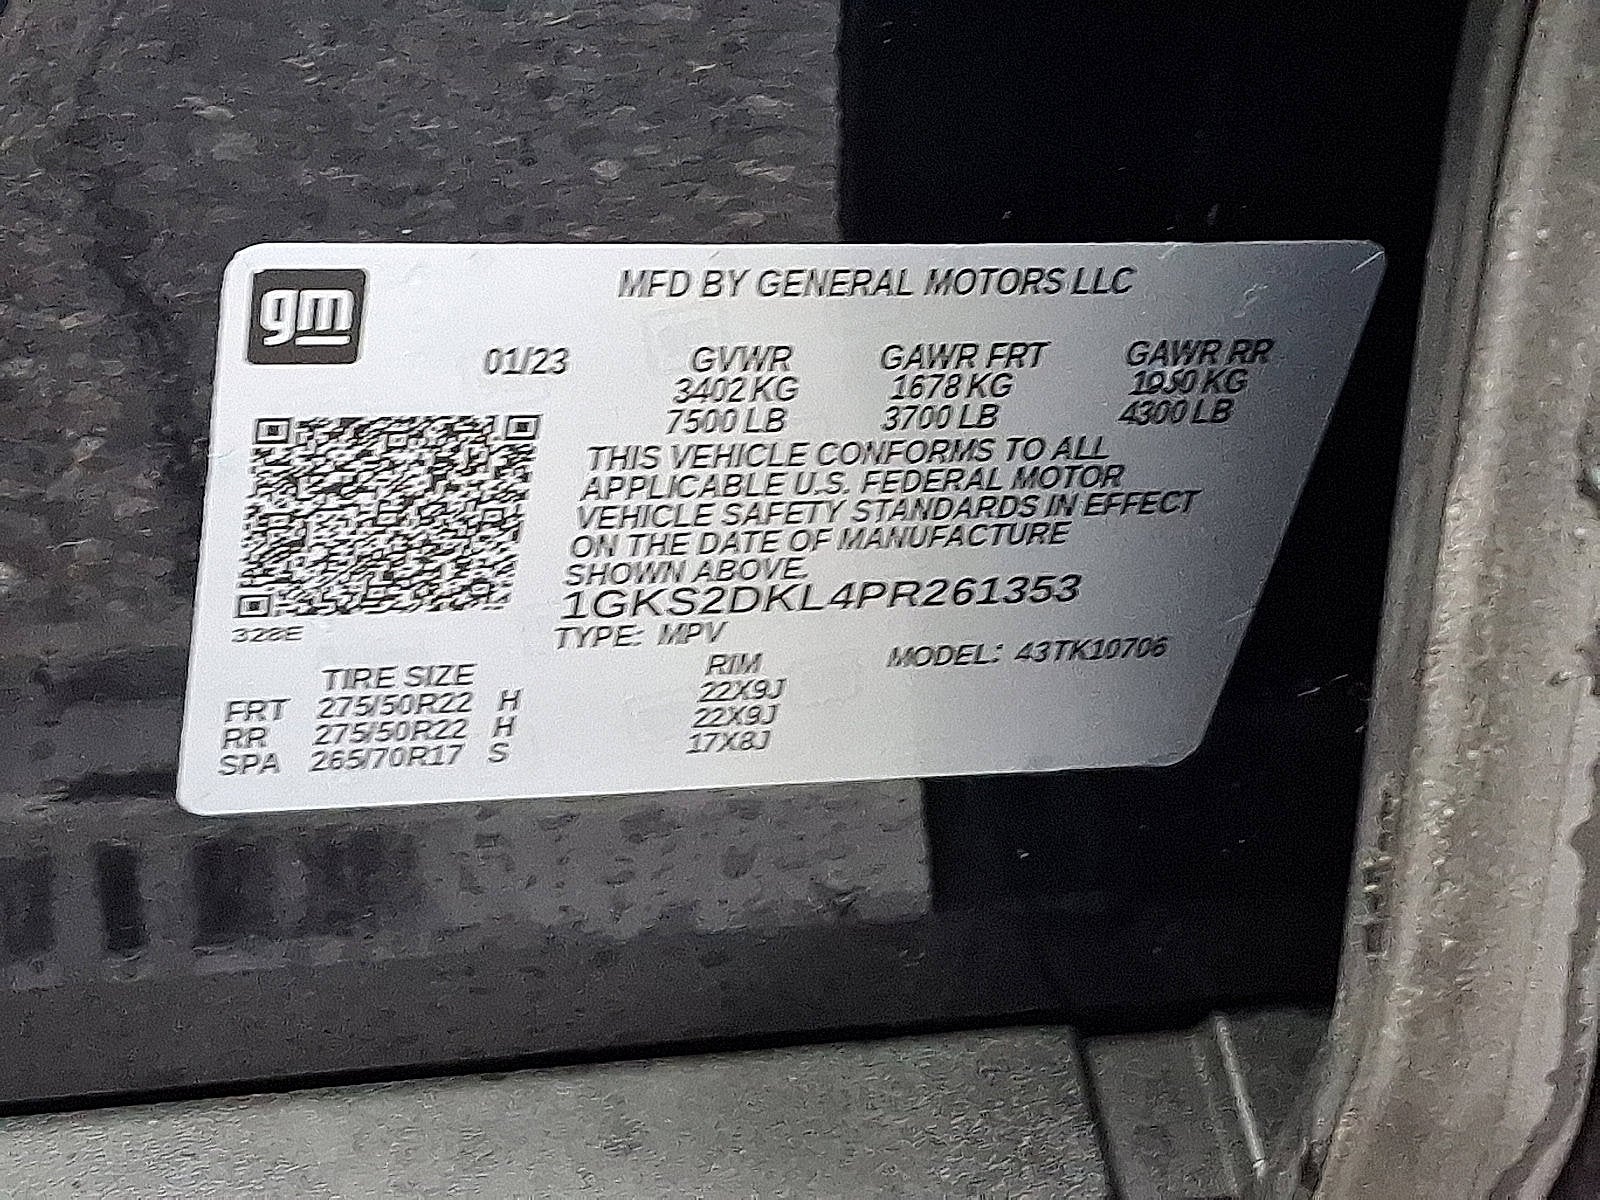 gm
MFD BY GENERAL MOTORS LLC
01/23 GVWR GAWR FRT GAWR RR
3402 KG 1678 KG 1950 KG
7500 LB 3700 LB 4300 LB
THIS VEHICLE CONFORMS TO ALL
APPLICABLE U.S. FEDERAL MOTOR
VEHICLE SAFETY STANDARDS IN EFFECT
ON THE DATE OF MANUFACTURE
SHOWN ABOVE.
1GKS2DKL4PR261353
328E
TYPE: MPV MODEL: 43TK10706
TIRE SIZE RIM
FRT 275/50R22 H 22X9J
RR 275/50R22 H 22X9J
SPA 265/70R17 S 17X8J